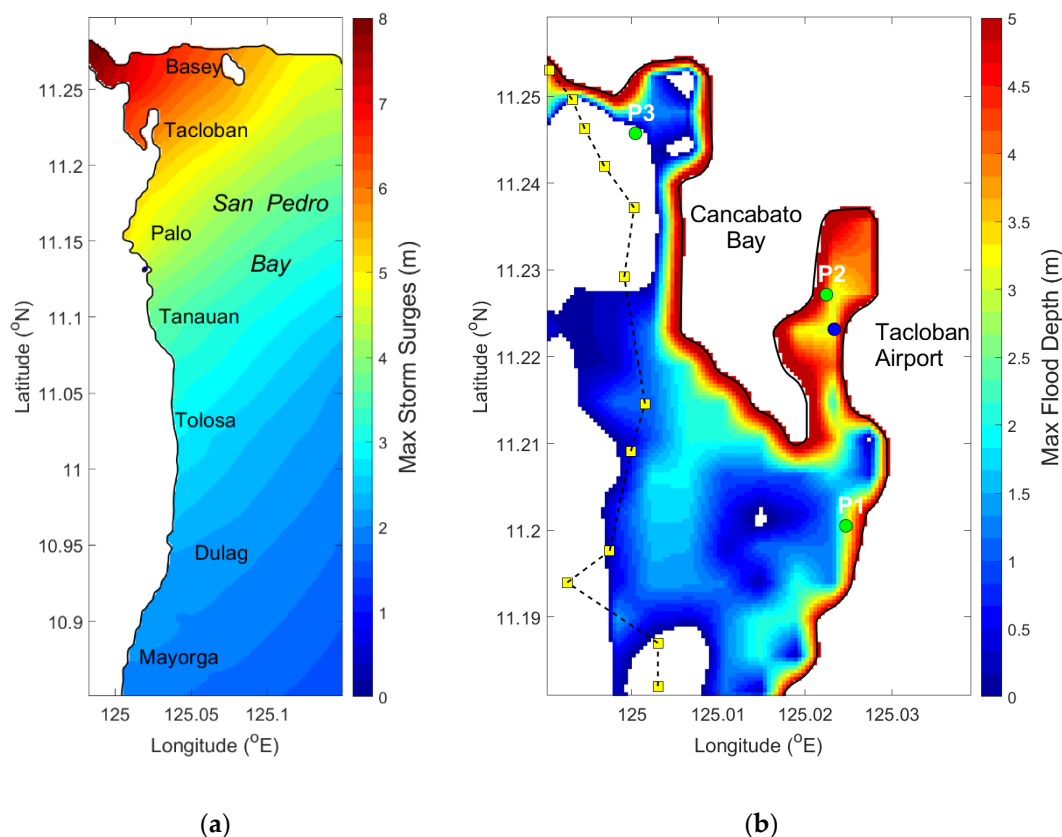 Basey
Tacloban
San Pedro
Bay
Palo
Tanauan
Tolosa
Dulag
Mayorga
11.25
11.2
11.15
11.1
11.05
11
10.95
10.9
Latitude (°N)
125
125.05
125.1
Longitude (°E)
8
7
6
5
4
3
2
1
0
Max Storm Surges (m)
(a)
P3
Cancabato
Bay
P2
Tacloban
Airport
P1
11.25
11.24
11.23
11.22
11.21
11.2
11.19
Latitude (°N)
125
125.01
125.02
125.03
Longitude (°E)
5
4.5
4
3.5
3
2.5
2
1.5
1
0.5
0
Max Flood Depth (m)
(b)